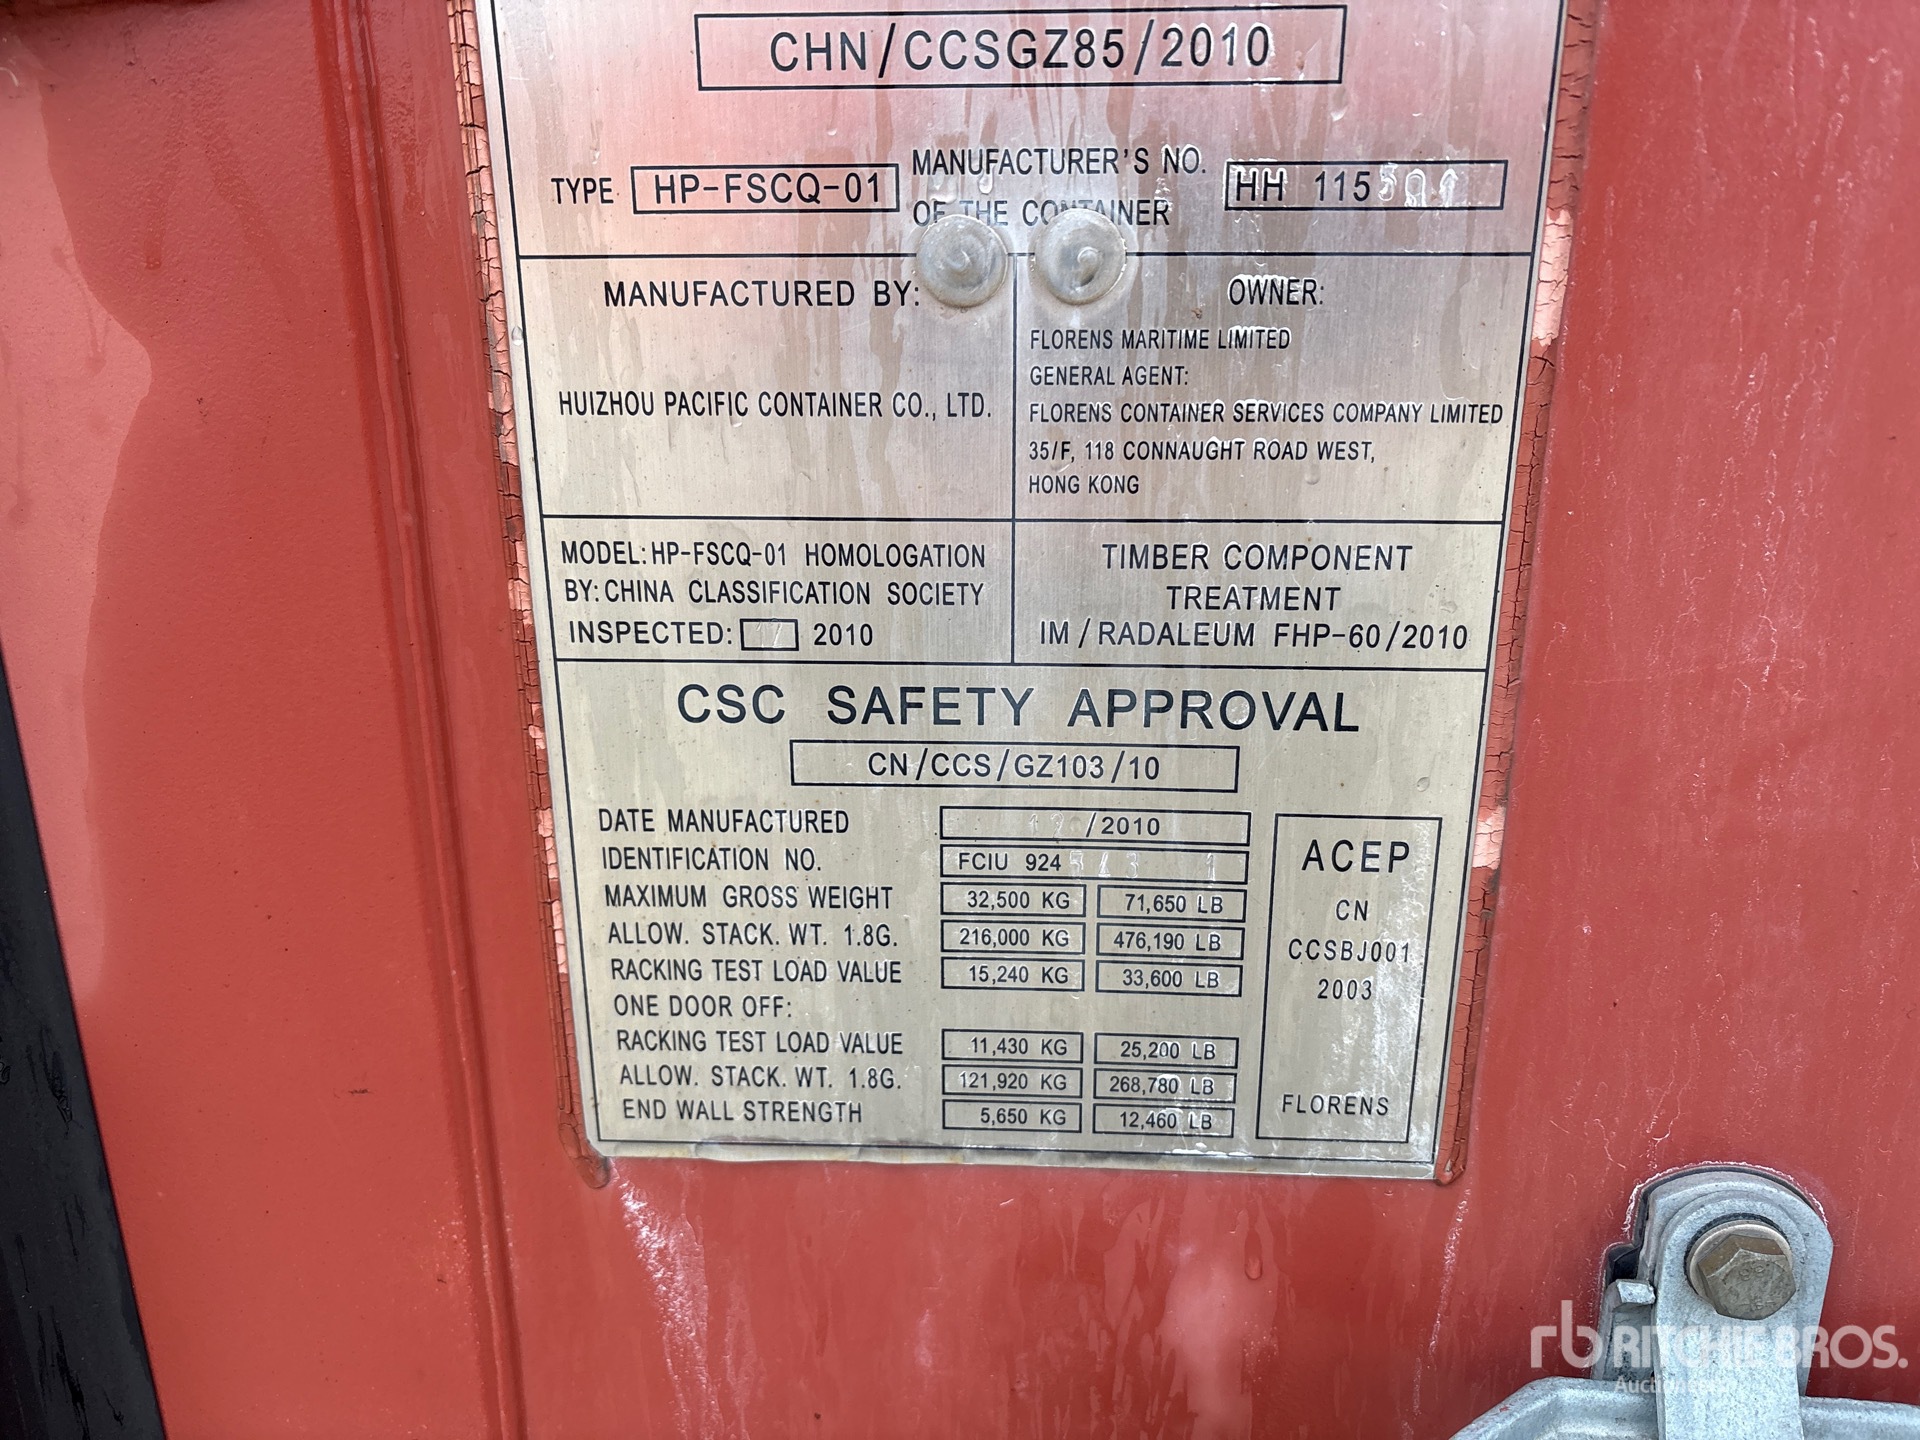 CHN/CCSGZ85/2010
TYPE HP-FSCQ-01 MANUFACTURER'S NO. OF THE CONTAINER HH 115
MANUFACTURED BY:
HUIZHOU PACIFIC CONTAINER CO., LTD.
OWNER:
FLORENS MARITIME LIMITED
GENERAL AGENT:
FLORENS CONTAINER SERVICES COMPANY LIMITED
35/F, 118 CONNAUGHT ROAD WEST,
HONG KONG
MODEL: HP-FSCQ-01 HOMOLOGATION
BY: CHINA CLASSIFICATION SOCIETY
INSPECTED: 2010
TIMBER COMPONENT
TREATMENT
IM/RADALEUM FHP-60/2010
CSC SAFETY APPROVAL
CN/CCS/GZ103/10
DATE MANUFACTURED /2010
IDENTIFICATION NO. FCIU 924
MAXIMUM GROSS WEIGHT 32,500 KG 71,650 LB
ALLOW. STACK. WT. 1.8G. 216,000 KG 476,190 LB
RACKING TEST LOAD VALUE 15,240 KG 33,600 LB
ONE DOOR OFF:
RACKING TEST LOAD VALUE 11,430 KG 25,200 LB
ALLOW. STACK. WT. 1.8G. 121,920 KG 268,780 LB
END WALL STRENGTH 5,650 KG 12,460 LB
ACEP
CN
CCSBJ001
2003
FLORENS
rb RITCHIE BROS.